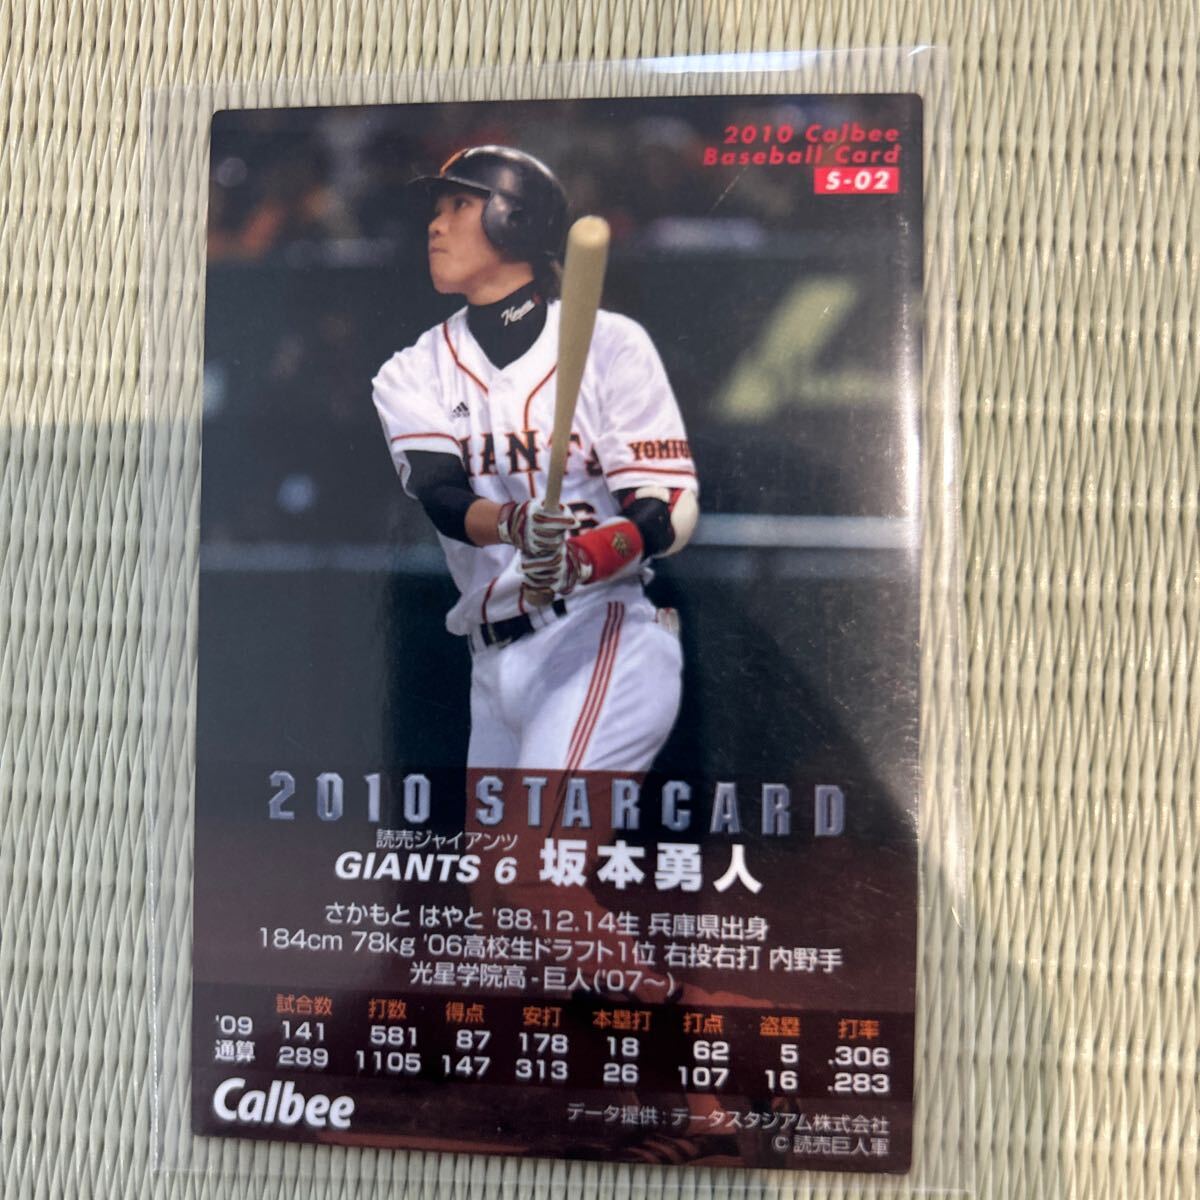 2010 Calbee
Baseball Card
S-02
Haya
GIANTS
YOMIU
6
2010 STARCARD
読売ジャイアンツ
GIANTS 6 坂本勇人
さかもと はやと '88.12.14生 兵庫県出身
184cm 78kg '06高校生ドラフト1位 右投右打 内野手
光星学院高-巨人('07〜)
試合数 打数 得点 安打 本塁打 打点 盗塁 打率
'09 141 581 87 178 18 62 5 .306
通算 289 1105 147 313 26 107 16 .283
Calbee
データ提供:データスタジアム株式会社
© 読売巨人軍